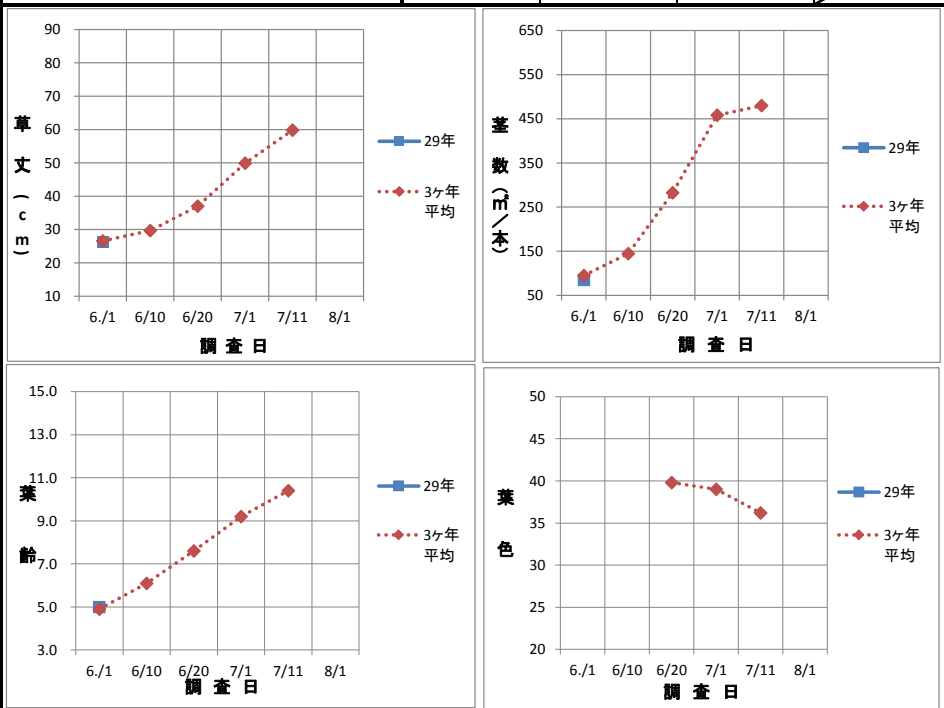 90
80
70
60
50
40
30
20
10
草丈(cm)
6./1 6/10 6/20 7/1 7/11 8/1
調 査 日
29年
3ヶ年
平均
650
550
450
350
250
150
50
茎数(㎡/本)
6./1 6/10 6/20 7/1 7/11 8/1
調 査 日
29年
3ヶ年
平均
15.0
13.0
11.0
9.0
7.0
5.0
3.0
葉齢
6./1 6/10 6/20 7/1 7/11 8/1
調 査 日
29年
3ヶ年
平均
50
45
40
35
30
25
20
葉色
6./1 6/10 6/20 7/1 7/11 8/1
調 査 日
29年
3ヶ年
平均